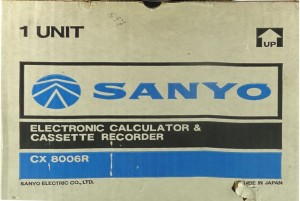 1 UNIT
UP
SANYO
ELECTRONIC CALCULATOR &
CASSETTE RECORDER
CX 8006R
SANYO ELECTRIC CO., LTD.
MADE IN JAPAN